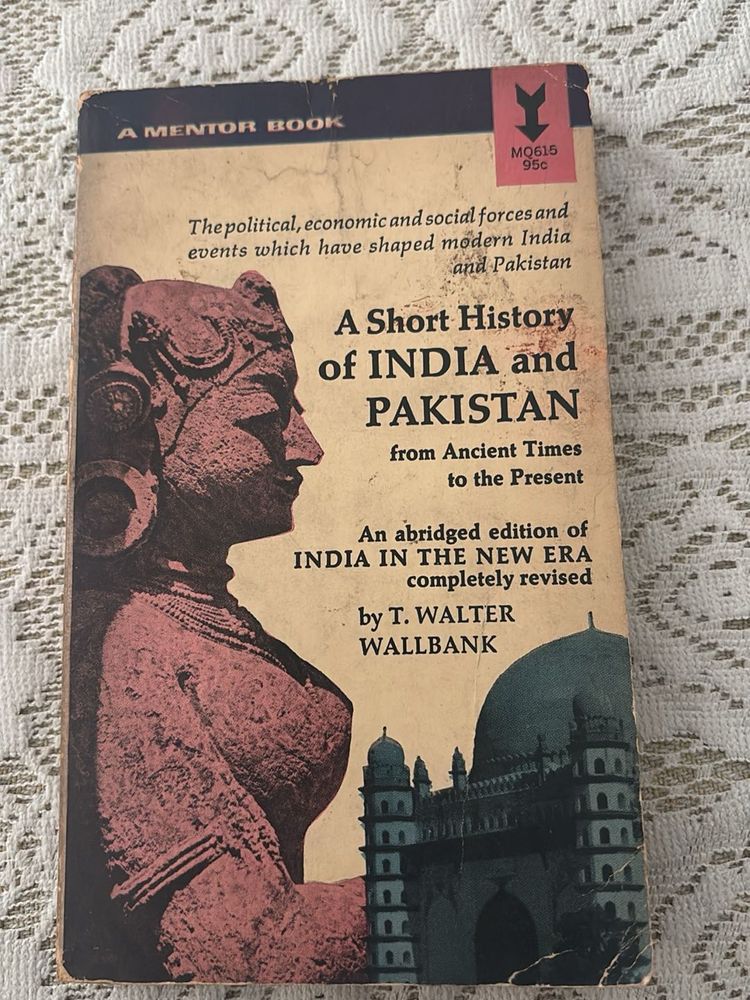 A MENTOR BOOK
MQ615
95c
The political, economic and social forces and
events which have shaped modern India
and Pakistan
A Short History
of INDIA and
PAKISTAN
from Ancient Times
to the Present
An abridged edition of
INDIA IN THE NEW ERA
completely revised
by T. WALTER
WALLBANK